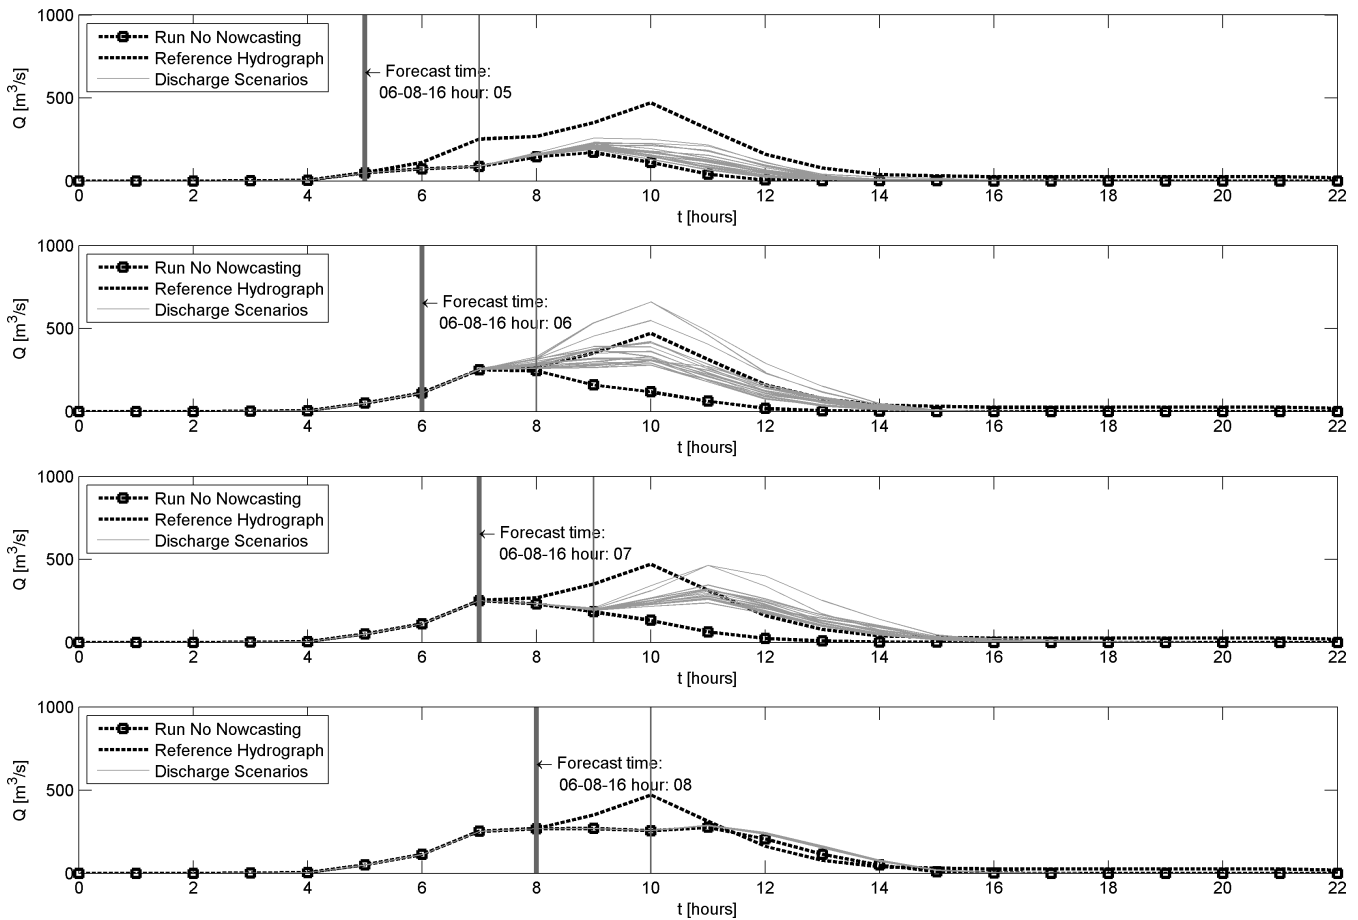 1000
Run No Nowcasting
Reference Hydrograph
Discharge Scenarios
← Forecast time:
06-08-16 hour: 05
500
0
Q [m³/s]
0 2 4 6 8 10 12 14 16 18 20 22
t [hours]
1000
Run No Nowcasting
Reference Hydrograph
Discharge Scenarios
← Forecast time:
06-08-16 hour: 06
500
0
Q [m³/s]
0 2 4 6 8 10 12 14 16 18 20 22
t [hours]
1000
Run No Nowcasting
Reference Hydrograph
Discharge Scenarios
← Forecast time:
06-08-16 hour: 07
500
0
Q [m³/s]
0 2 4 6 8 10 12 14 16 18 20 22
t [hours]
1000
Run No Nowcasting
Reference Hydrograph
Discharge Scenarios
← Forecast time:
06-08-16 hour: 08
500
0
Q [m³/s]
0 2 4 6 8 10 12 14 16 18 20 22
t [hours]